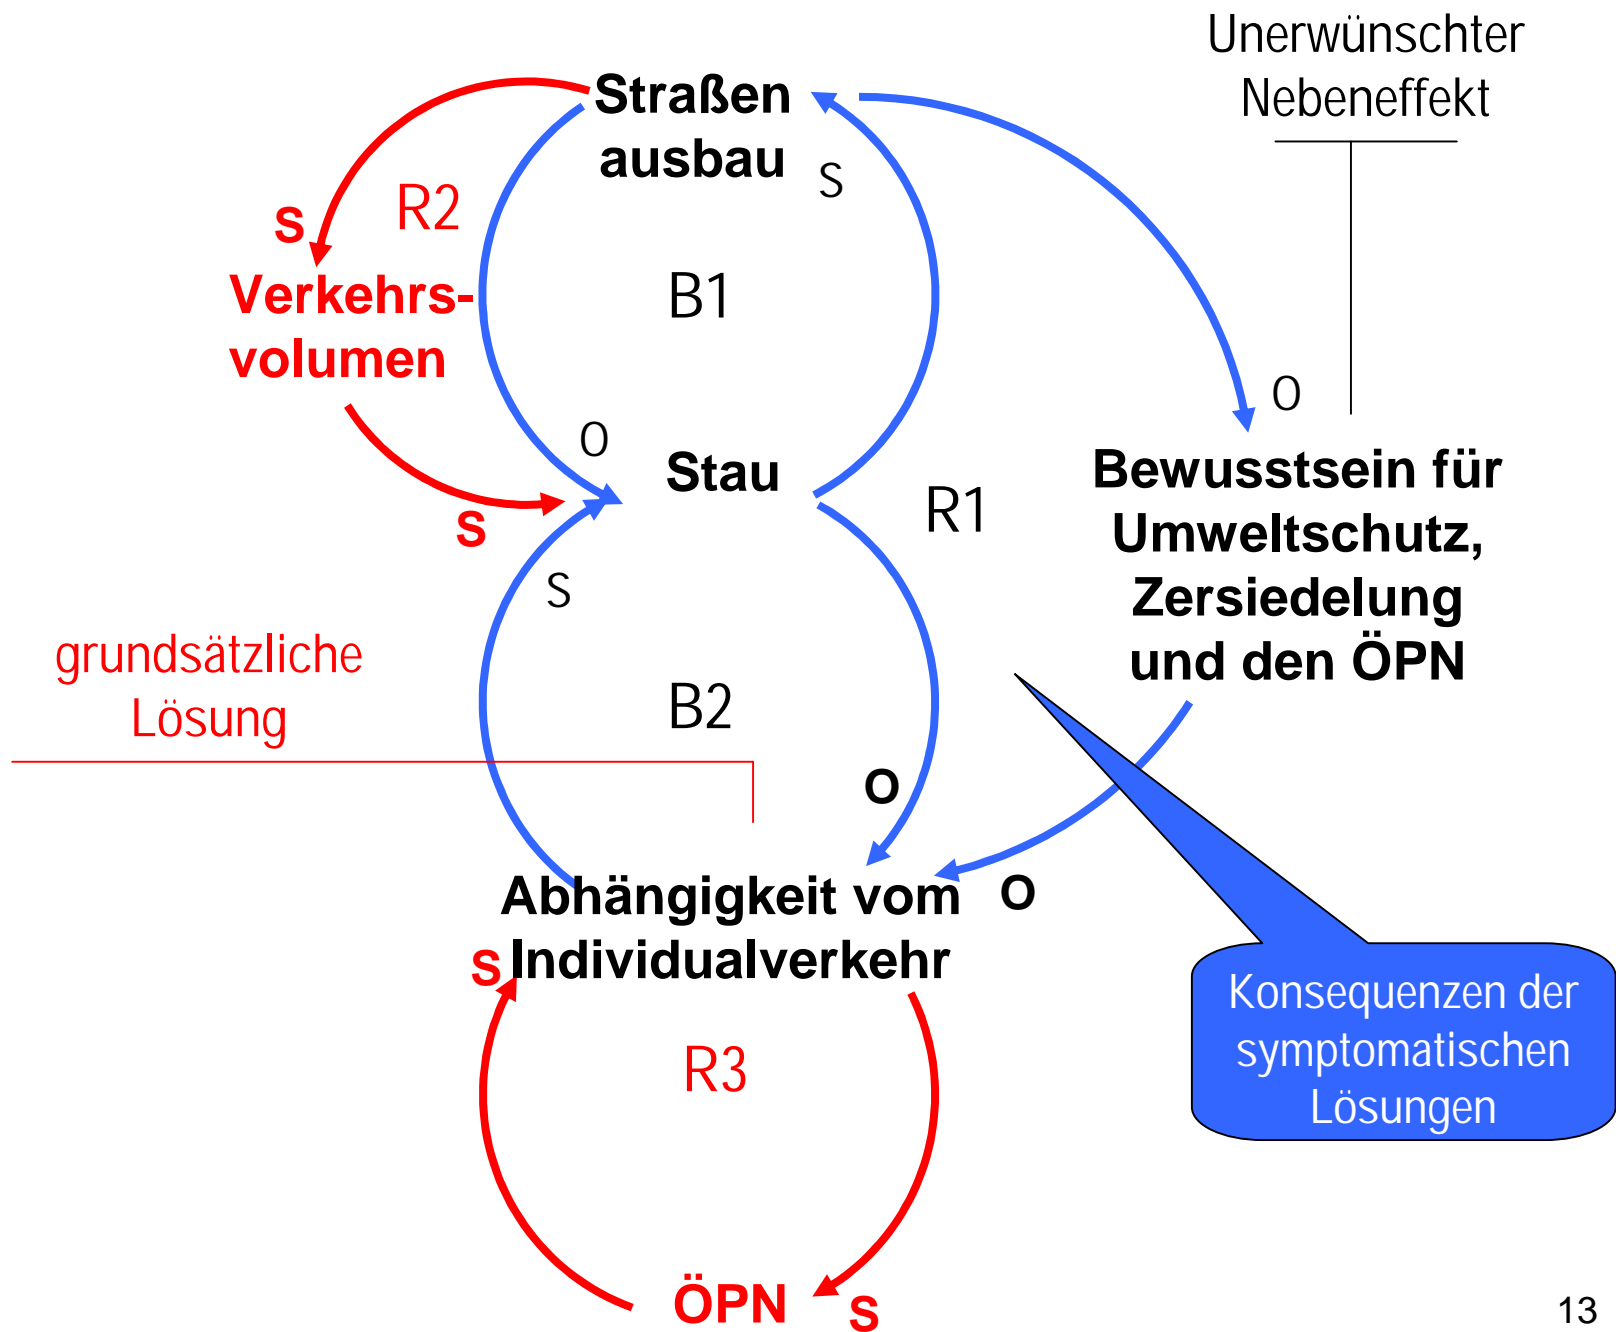 Unerwünschter
Nebeneffekt
Straßen
ausbau
S
R2
S
Verkehrs-
volumen
B1
O
O
Stau
S
R1
Bewusstsein für
Umweltschutz,
Zersiedelung
und den ÖPN
S
grundsätzliche
Lösung
B2
O
Abhängigkeit vom
Individualverkehr
O
S
R3
Konsequenzen der
symptomatischen
Lösungen
ÖPN
S
13